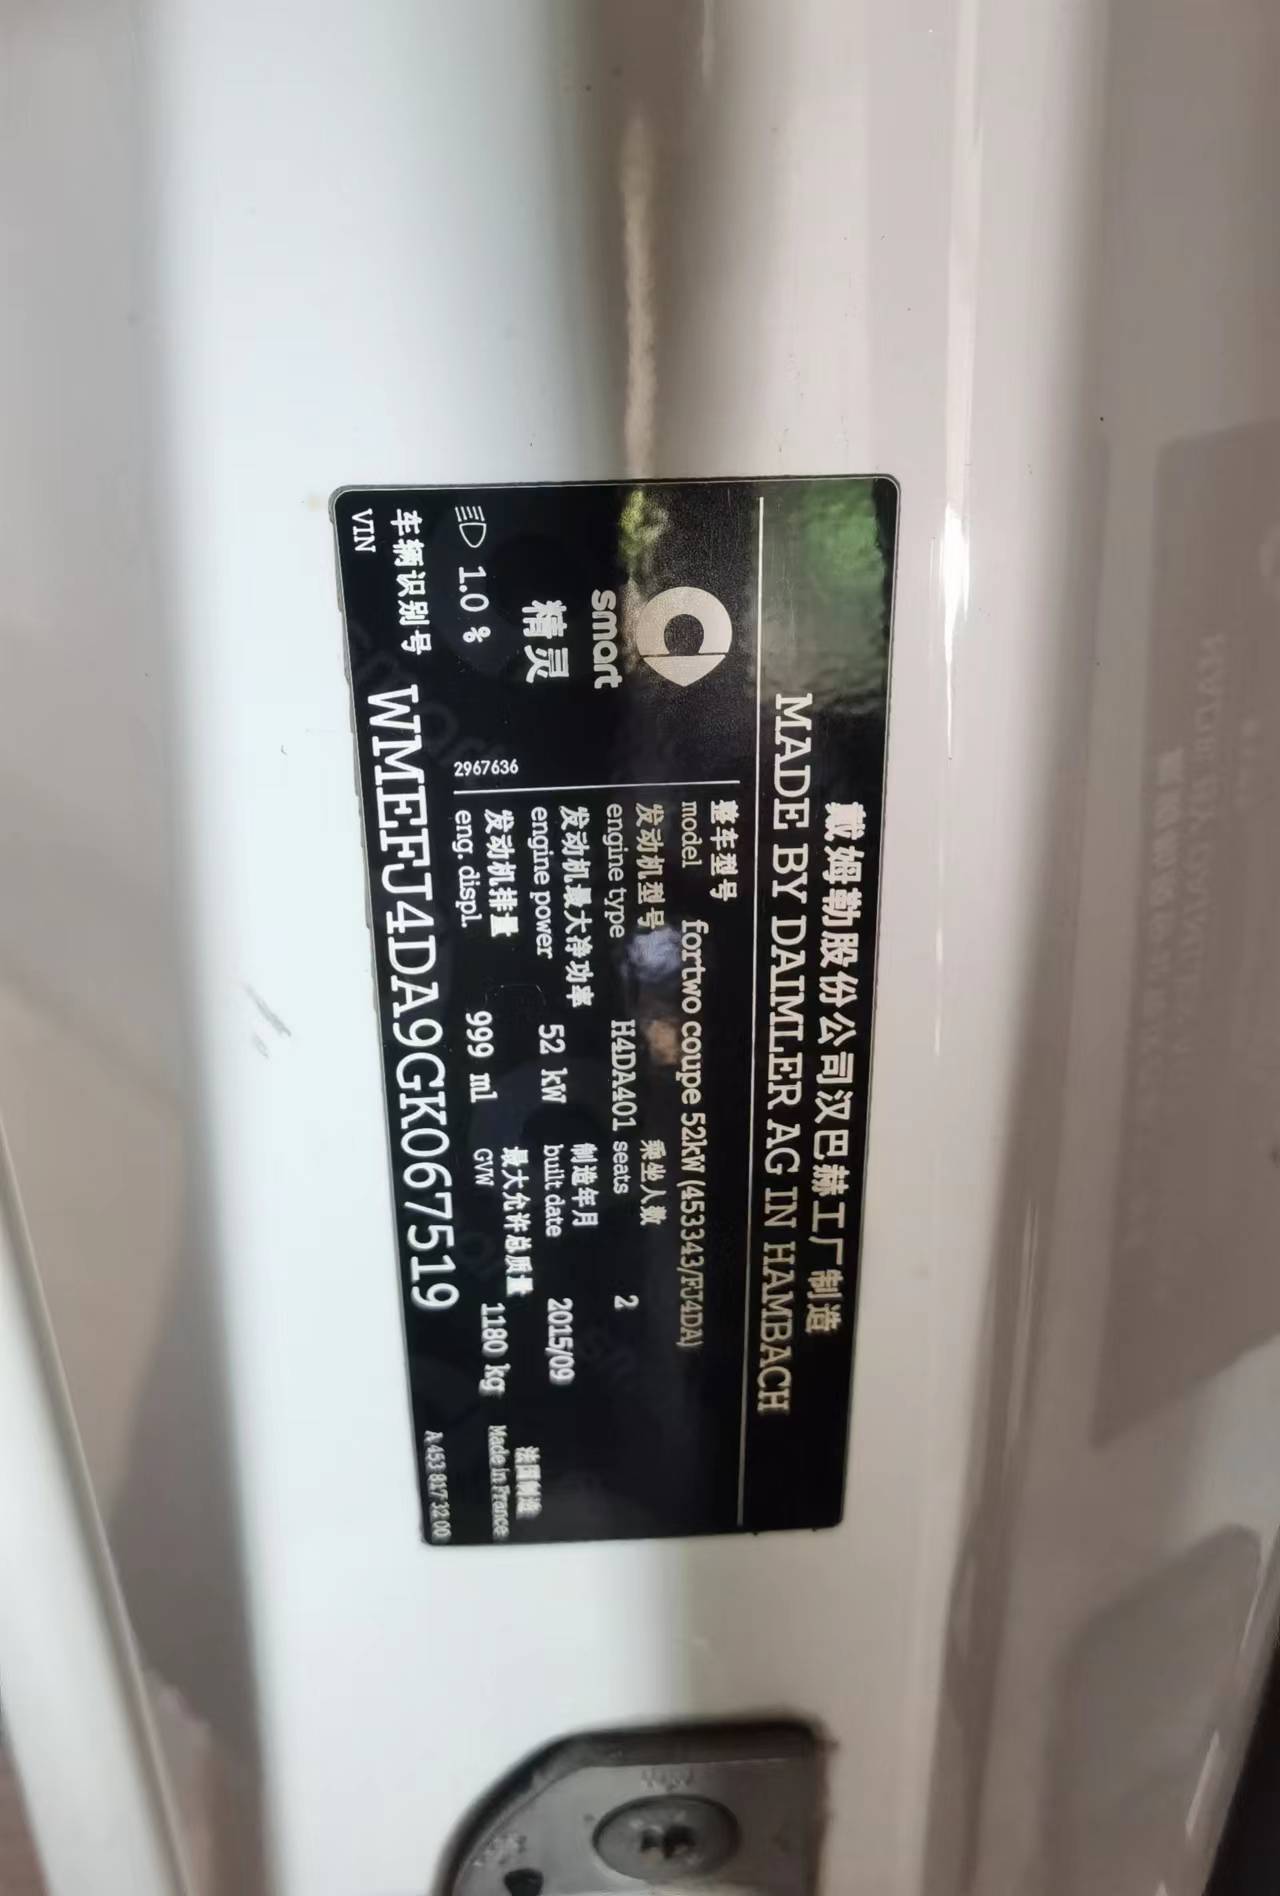 戴姆勒股份公司汉巴赫工厂制造
MADE BY DAIMLER AG IN HAMBACH
smart
精灵
1.0 %
2967636
整车型号
model fortwo coupe 52kW (453343/FJ4DA)
发动机型号 乘坐人数
engine type H4DA401 seats 2
发动机最大净功率 制造年月
engine power 52 kW built date 2015/09
发动机排量 最大允许总质量
eng. displ. 999 ml GVW 1180 kg
法国制造
Made in France
车辆识别号
VIN WMEFJ4DA9GK067519
A 453 817 32 00